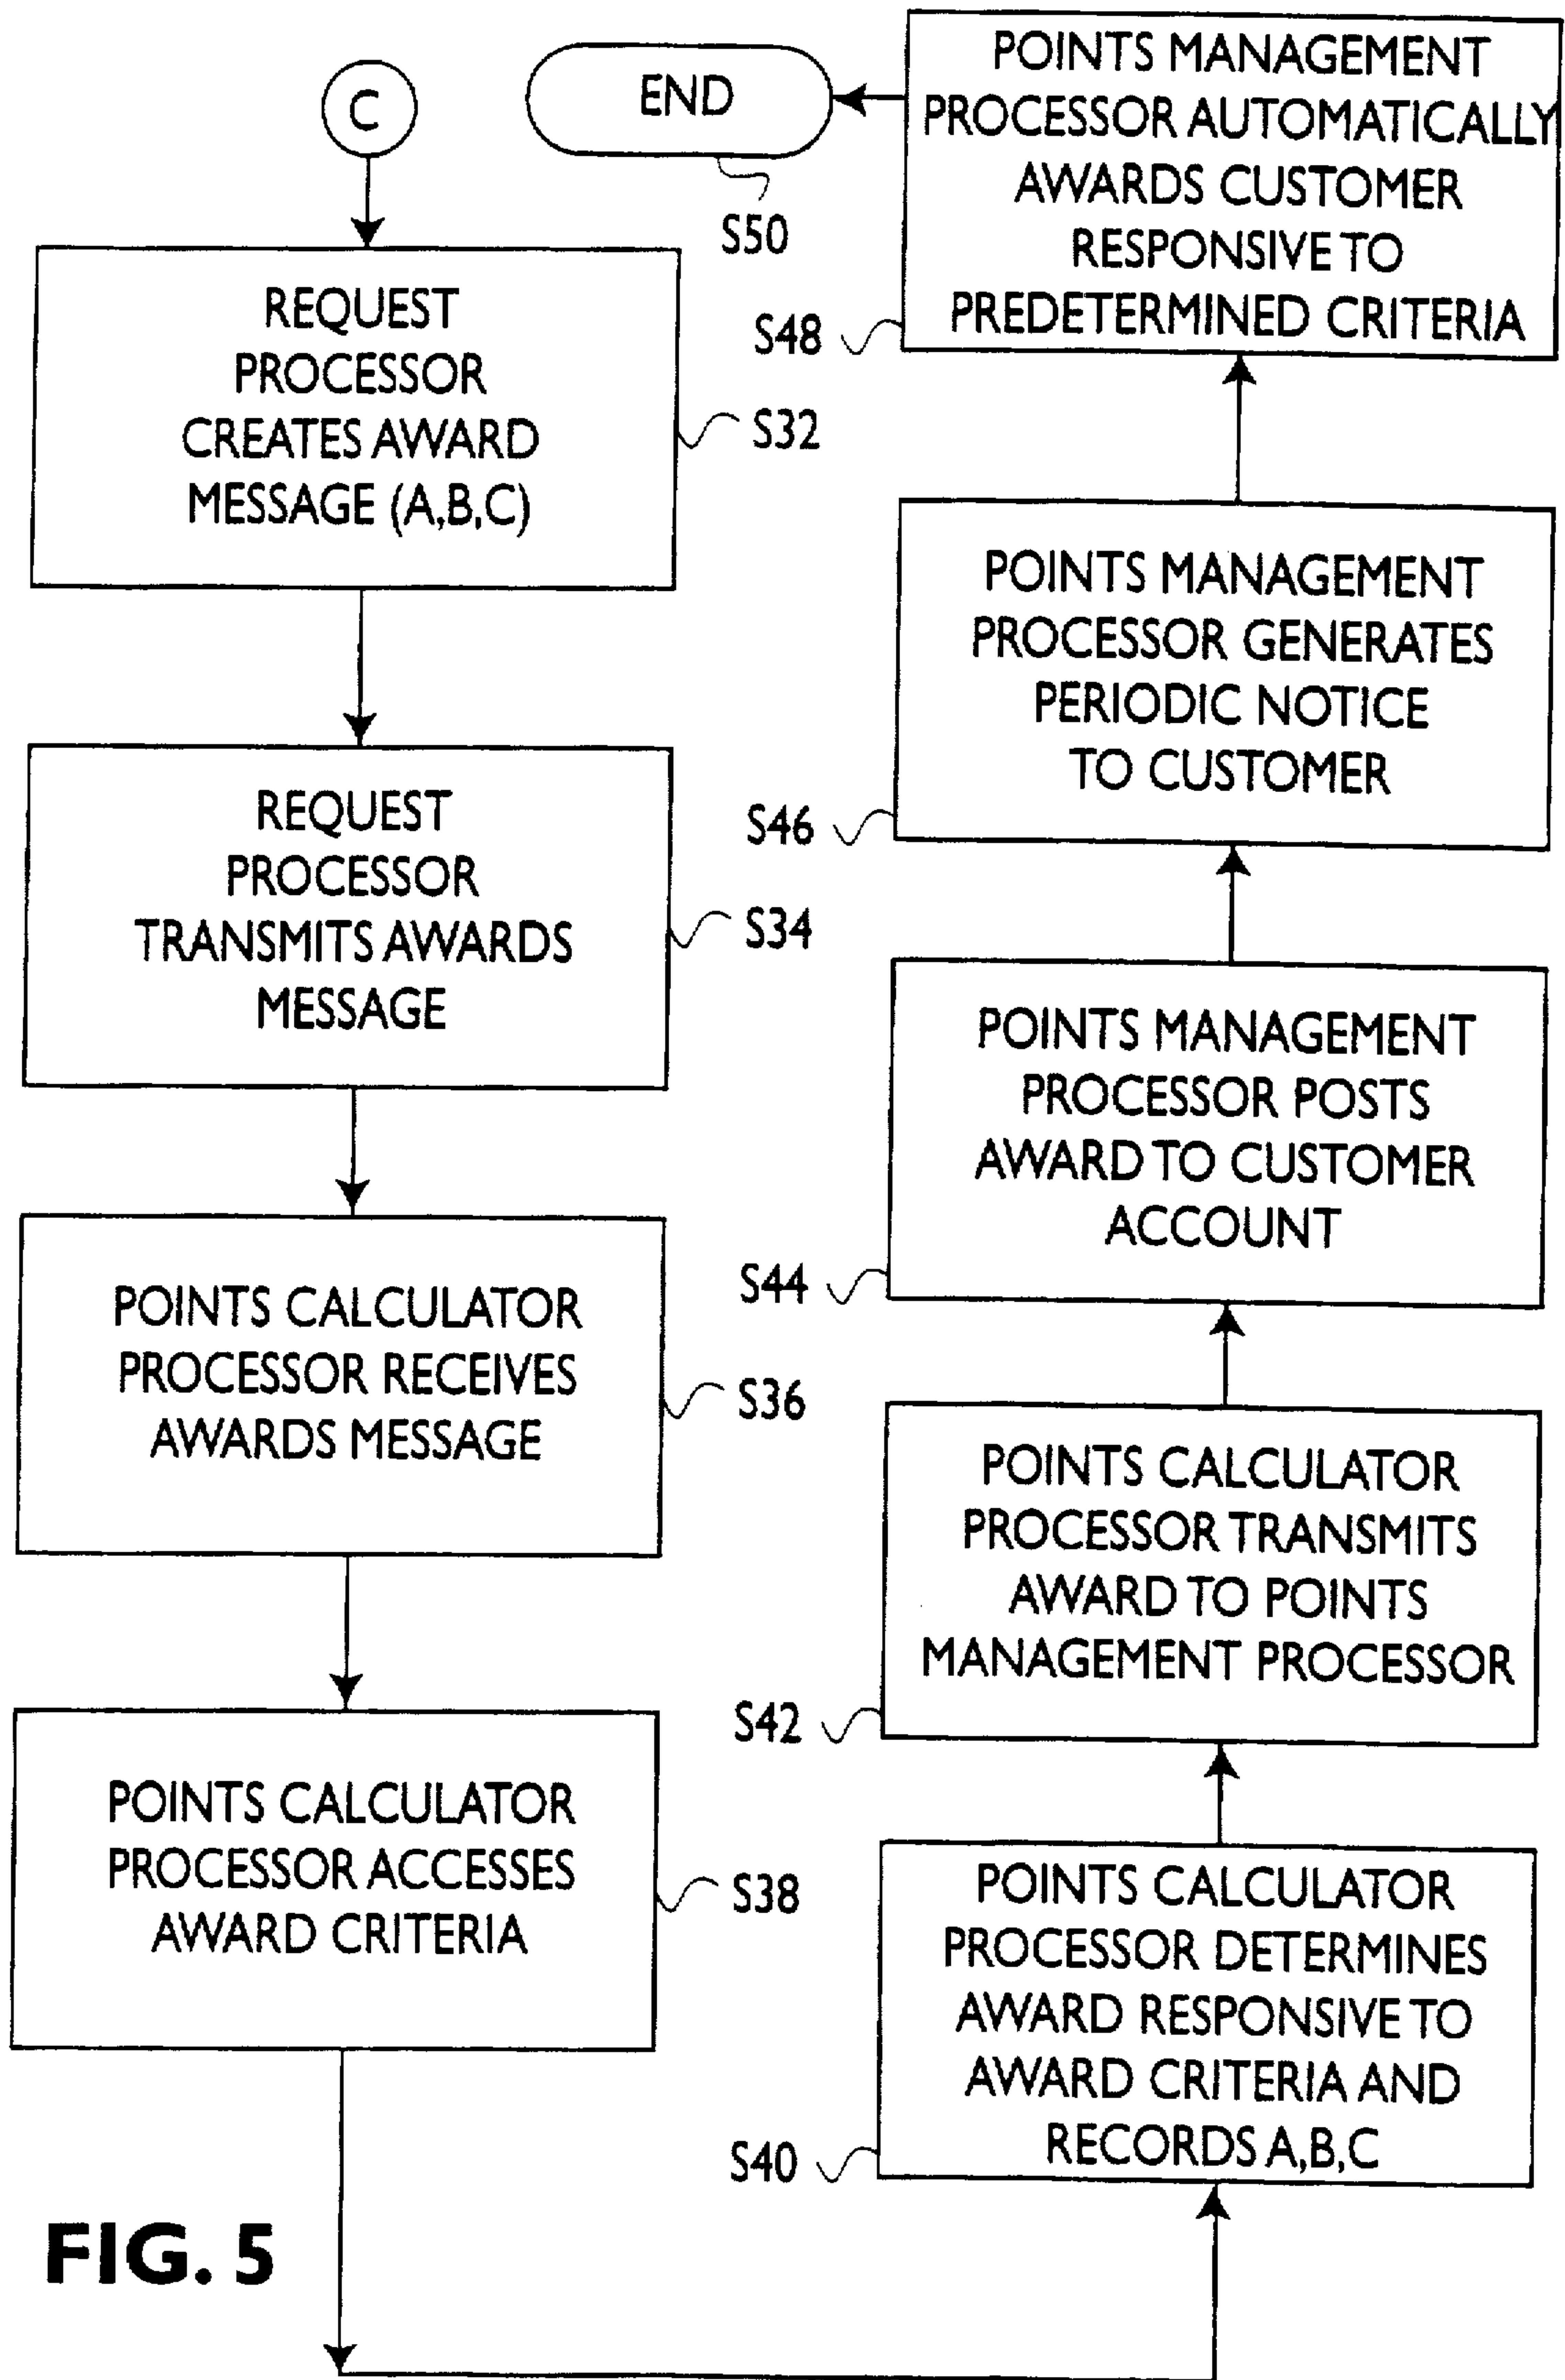 C
REQUEST
PROCESSOR
CREATES AWARD
MESSAGE (A,B,C)
S32
REQUEST
PROCESSOR
TRANSMITS AWARDS
MESSAGE
S34
POINTS CALCULATOR
PROCESSOR RECEIVES
AWARDS MESSAGE
S36
POINTS CALCULATOR
PROCESSOR ACCESSES
AWARD CRITERIA
S38
POINTS CALCULATOR
PROCESSOR DETERMINES
AWARD RESPONSIVE TO
AWARD CRITERIA AND
RECORDS A,B,C
S40
POINTS CALCULATOR
PROCESSOR TRANSMITS
AWARD TO POINTS
MANAGEMENT PROCESSOR
S42
POINTS MANAGEMENT
PROCESSOR POSTS
AWARD TO CUSTOMER
ACCOUNT
S44
POINTS MANAGEMENT
PROCESSOR GENERATES
PERIODIC NOTICE
TO CUSTOMER
S46
POINTS MANAGEMENT
PROCESSOR AUTOMATICALLY
AWARDS CUSTOMER
RESPONSIVE TO
PREDETERMINED CRITERIA
S48
END
S50
FIG. 5